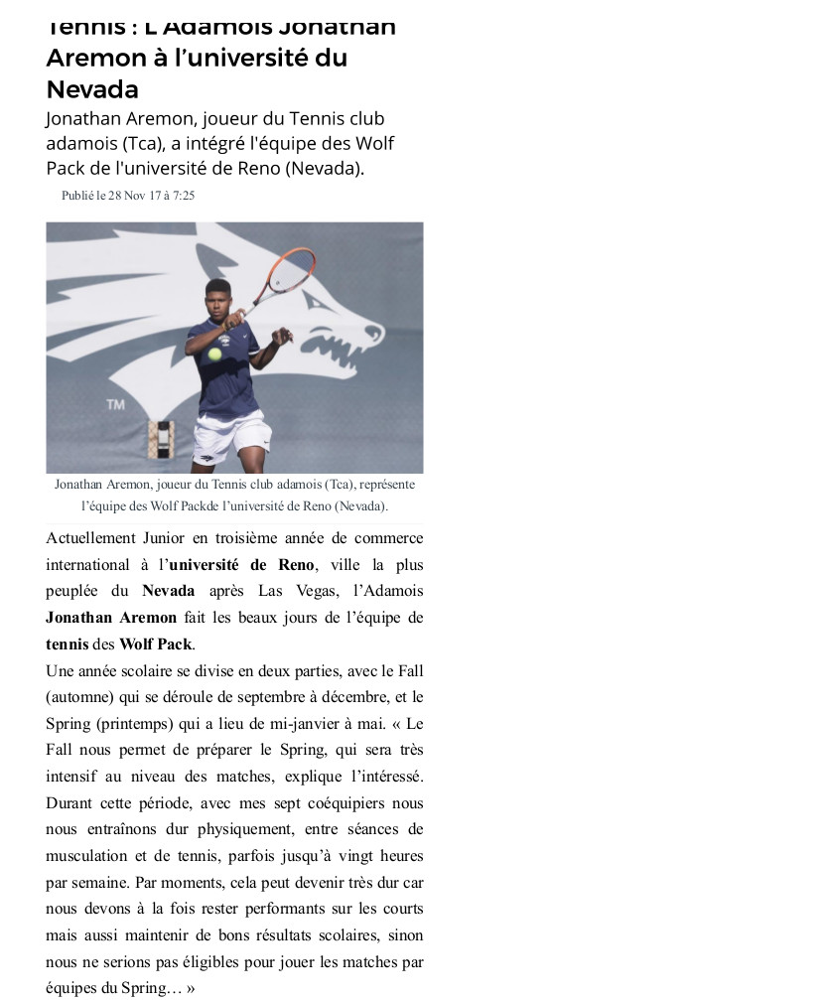 Tennis : L'Adamois Jonathan
Aremon à l’université du
Nevada
Jonathan Aremon, joueur du Tennis club
adamois (Tca), a intégré l'équipe des Wolf
Pack de l'université de Reno (Nevada).
Publié le 28 Nov 17 à 7:25
TM
Jonathan Aremon, joueur du Tennis club adamois (Tca), représente
l’équipe des Wolf Packde l’université de Reno (Nevada).
Actuellement Junior en troisième année de commerce
international à l’université de Reno, ville la plus
peuplée du Nevada après Las Vegas, l’Adamois
Jonathan Aremon fait les beaux jours de l’équipe de
tennis des Wolf Pack.
Une année scolaire se divise en deux parties, avec le Fall
(automne) qui se déroule de septembre à décembre, et le
Spring (printemps) qui a lieu de mi-janvier à mai. « Le
Fall nous permet de préparer le Spring, qui sera très
intensif au niveau des matches, explique l’intéressé.
Durant cette période, avec mes sept coéquipiers nous
nous entraînons dur physiquement, entre séances de
musculation et de tennis, parfois jusqu’à vingt heures
par semaine. Par moments, cela peut devenir très dur car
nous devons à la fois rester performants sur les courts
mais aussi maintenir de bons résultats scolaires, sinon
nous ne serions pas éligibles pour jouer les matches par
équipes du Spring… »